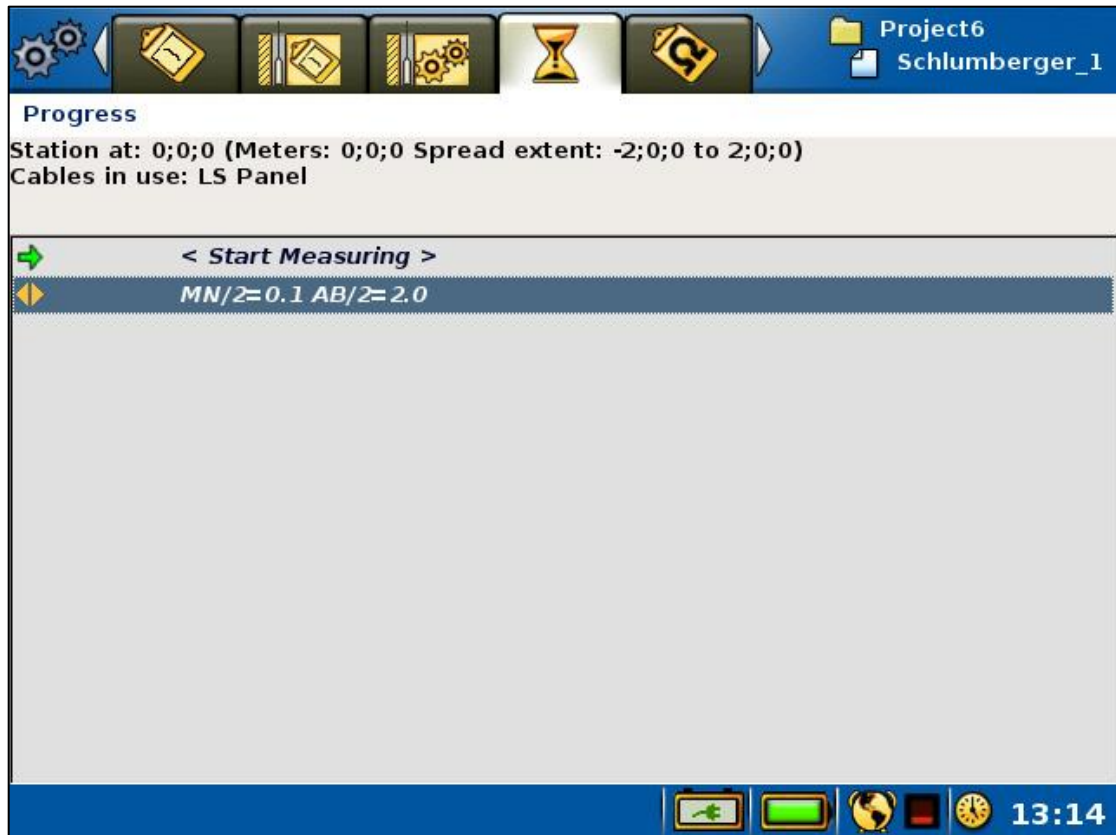 Project6
Schlumberger_1
Progress
Station at: 0;0;0 (Meters: 0;0;0 Spread extent: -2;0;0 to 2;0;0)
Cables in use: LS Panel
< Start Measuring >
MN/2=0.1 AB/2=2.0
13:14